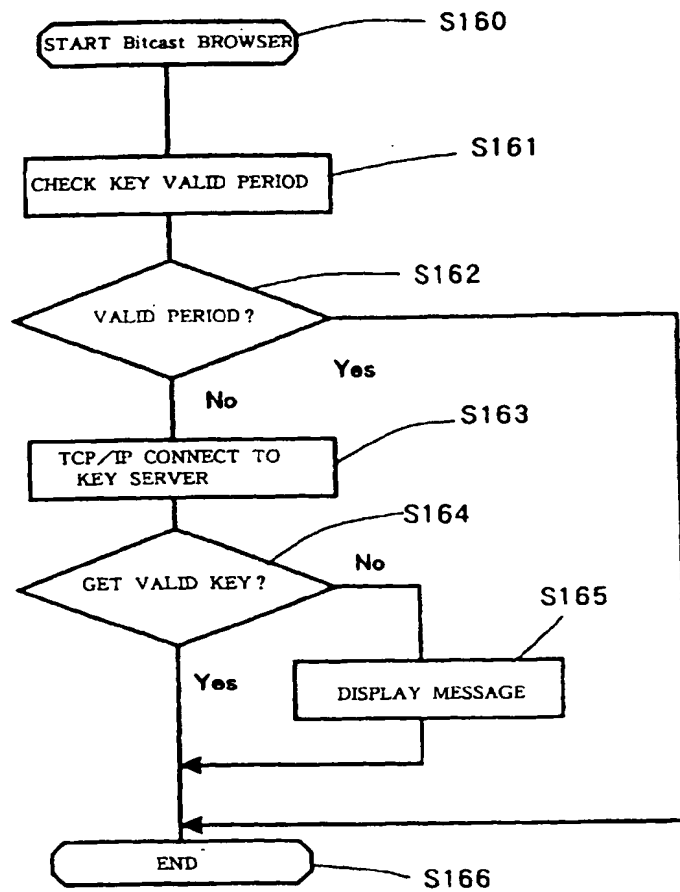 START Bitcast BROWSER
S160
CHECK KEY VALID PERIOD
S161
VALID PERIOD?
S162
Yes
No
TCP/IP CONNECT TO
KEY SERVER
S163
GET VALID KEY?
S164
No
Yes
DISPLAY MESSAGE
S165
END
S166